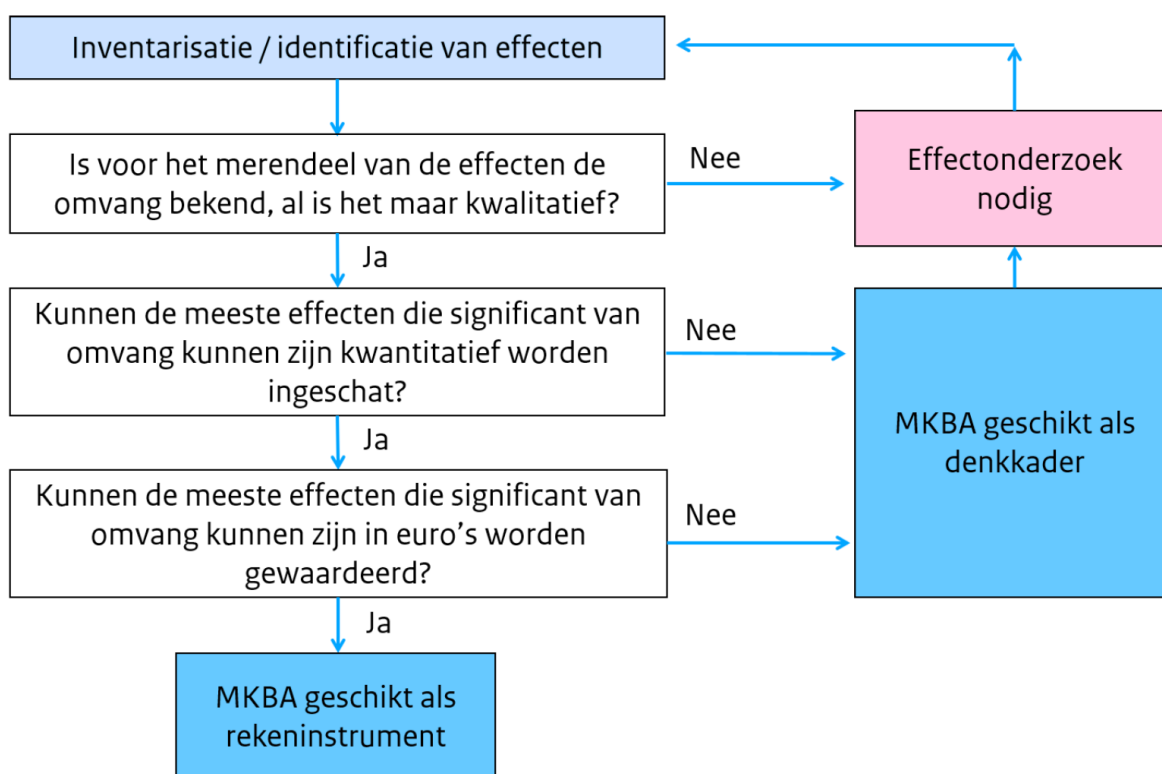 Inventarisatie / identificatie van effecten
Is voor het merendeel van de effecten de
omvang bekend, al is het maar kwalitatief?
Nee
Effectonderzoek
nodig
Ja
Kunnen de meeste effecten die significant van
omvang kunnen zijn kwantitatief worden
ingeschat?
Nee
MKBA geschikt als
denkkader
Ja
Kunnen de meeste effecten die significant van
omvang kunnen zijn in euro’s worden
gewaardeerd?
Nee
Ja
MKBA geschikt als
rekeninstrument